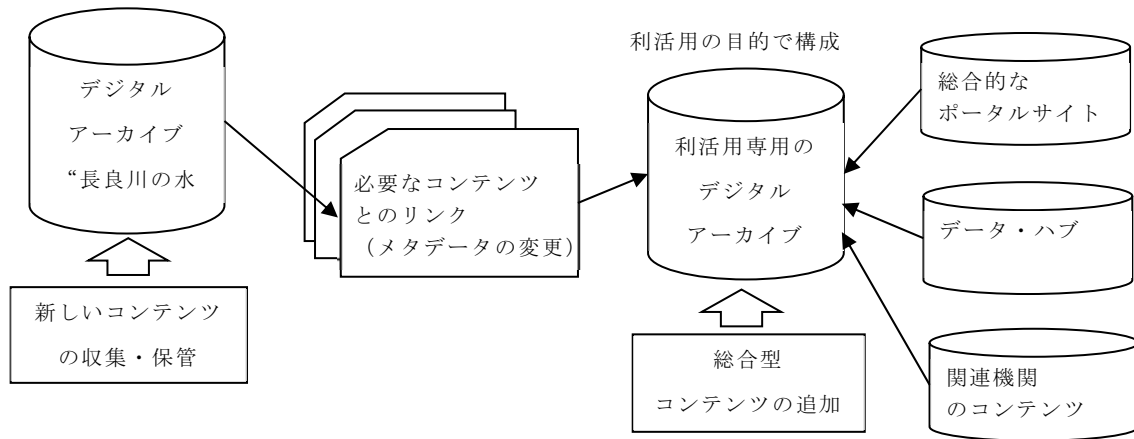 デジタル
アーカイブ
“長良川の水
新しいコンテンツ
の収集・保管
必要なコンテンツ
とのリンク
（メタデータの変更）
利活用の目的で構成
利活用専用の
デジタル
アーカイブ
総合型
コンテンツの追加
総合的な
ポータルサイト
データ・ハブ
関連機関
のコンテンツ